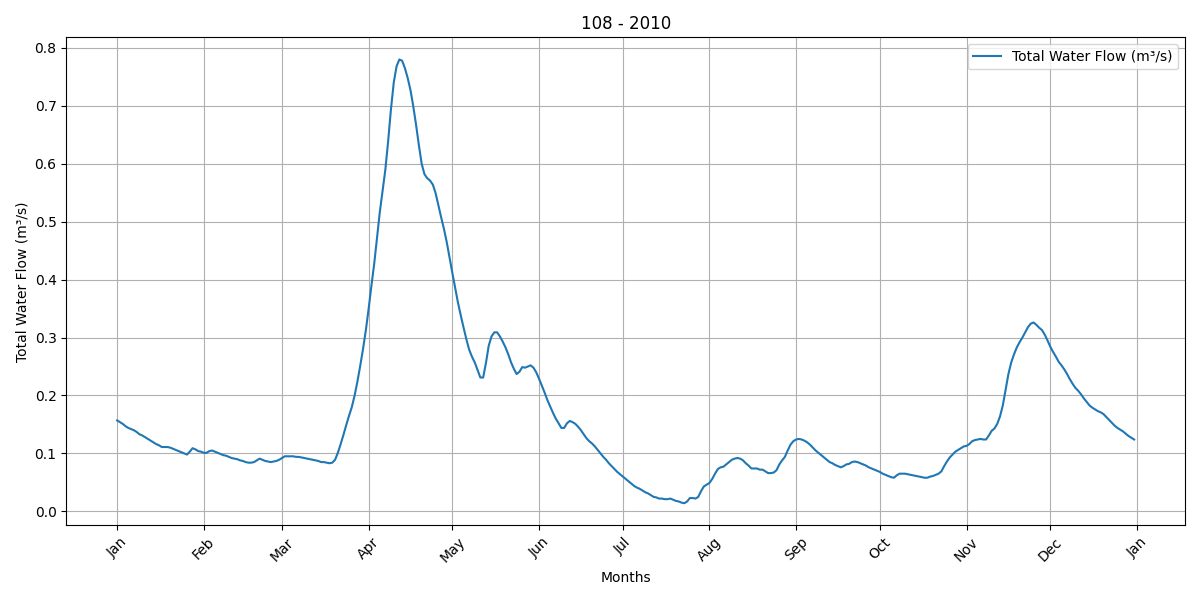 108 - 2010
Total Water Flow (m³/s)
Total Water Flow (m³/s)
0.8
0.7
0.6
0.5
0.4
0.3
0.2
0.1
0.0
Jan
Feb
Mar
Apr
May
Jun
Jul
Aug
Sep
Oct
Nov
Dec
Jan
Months